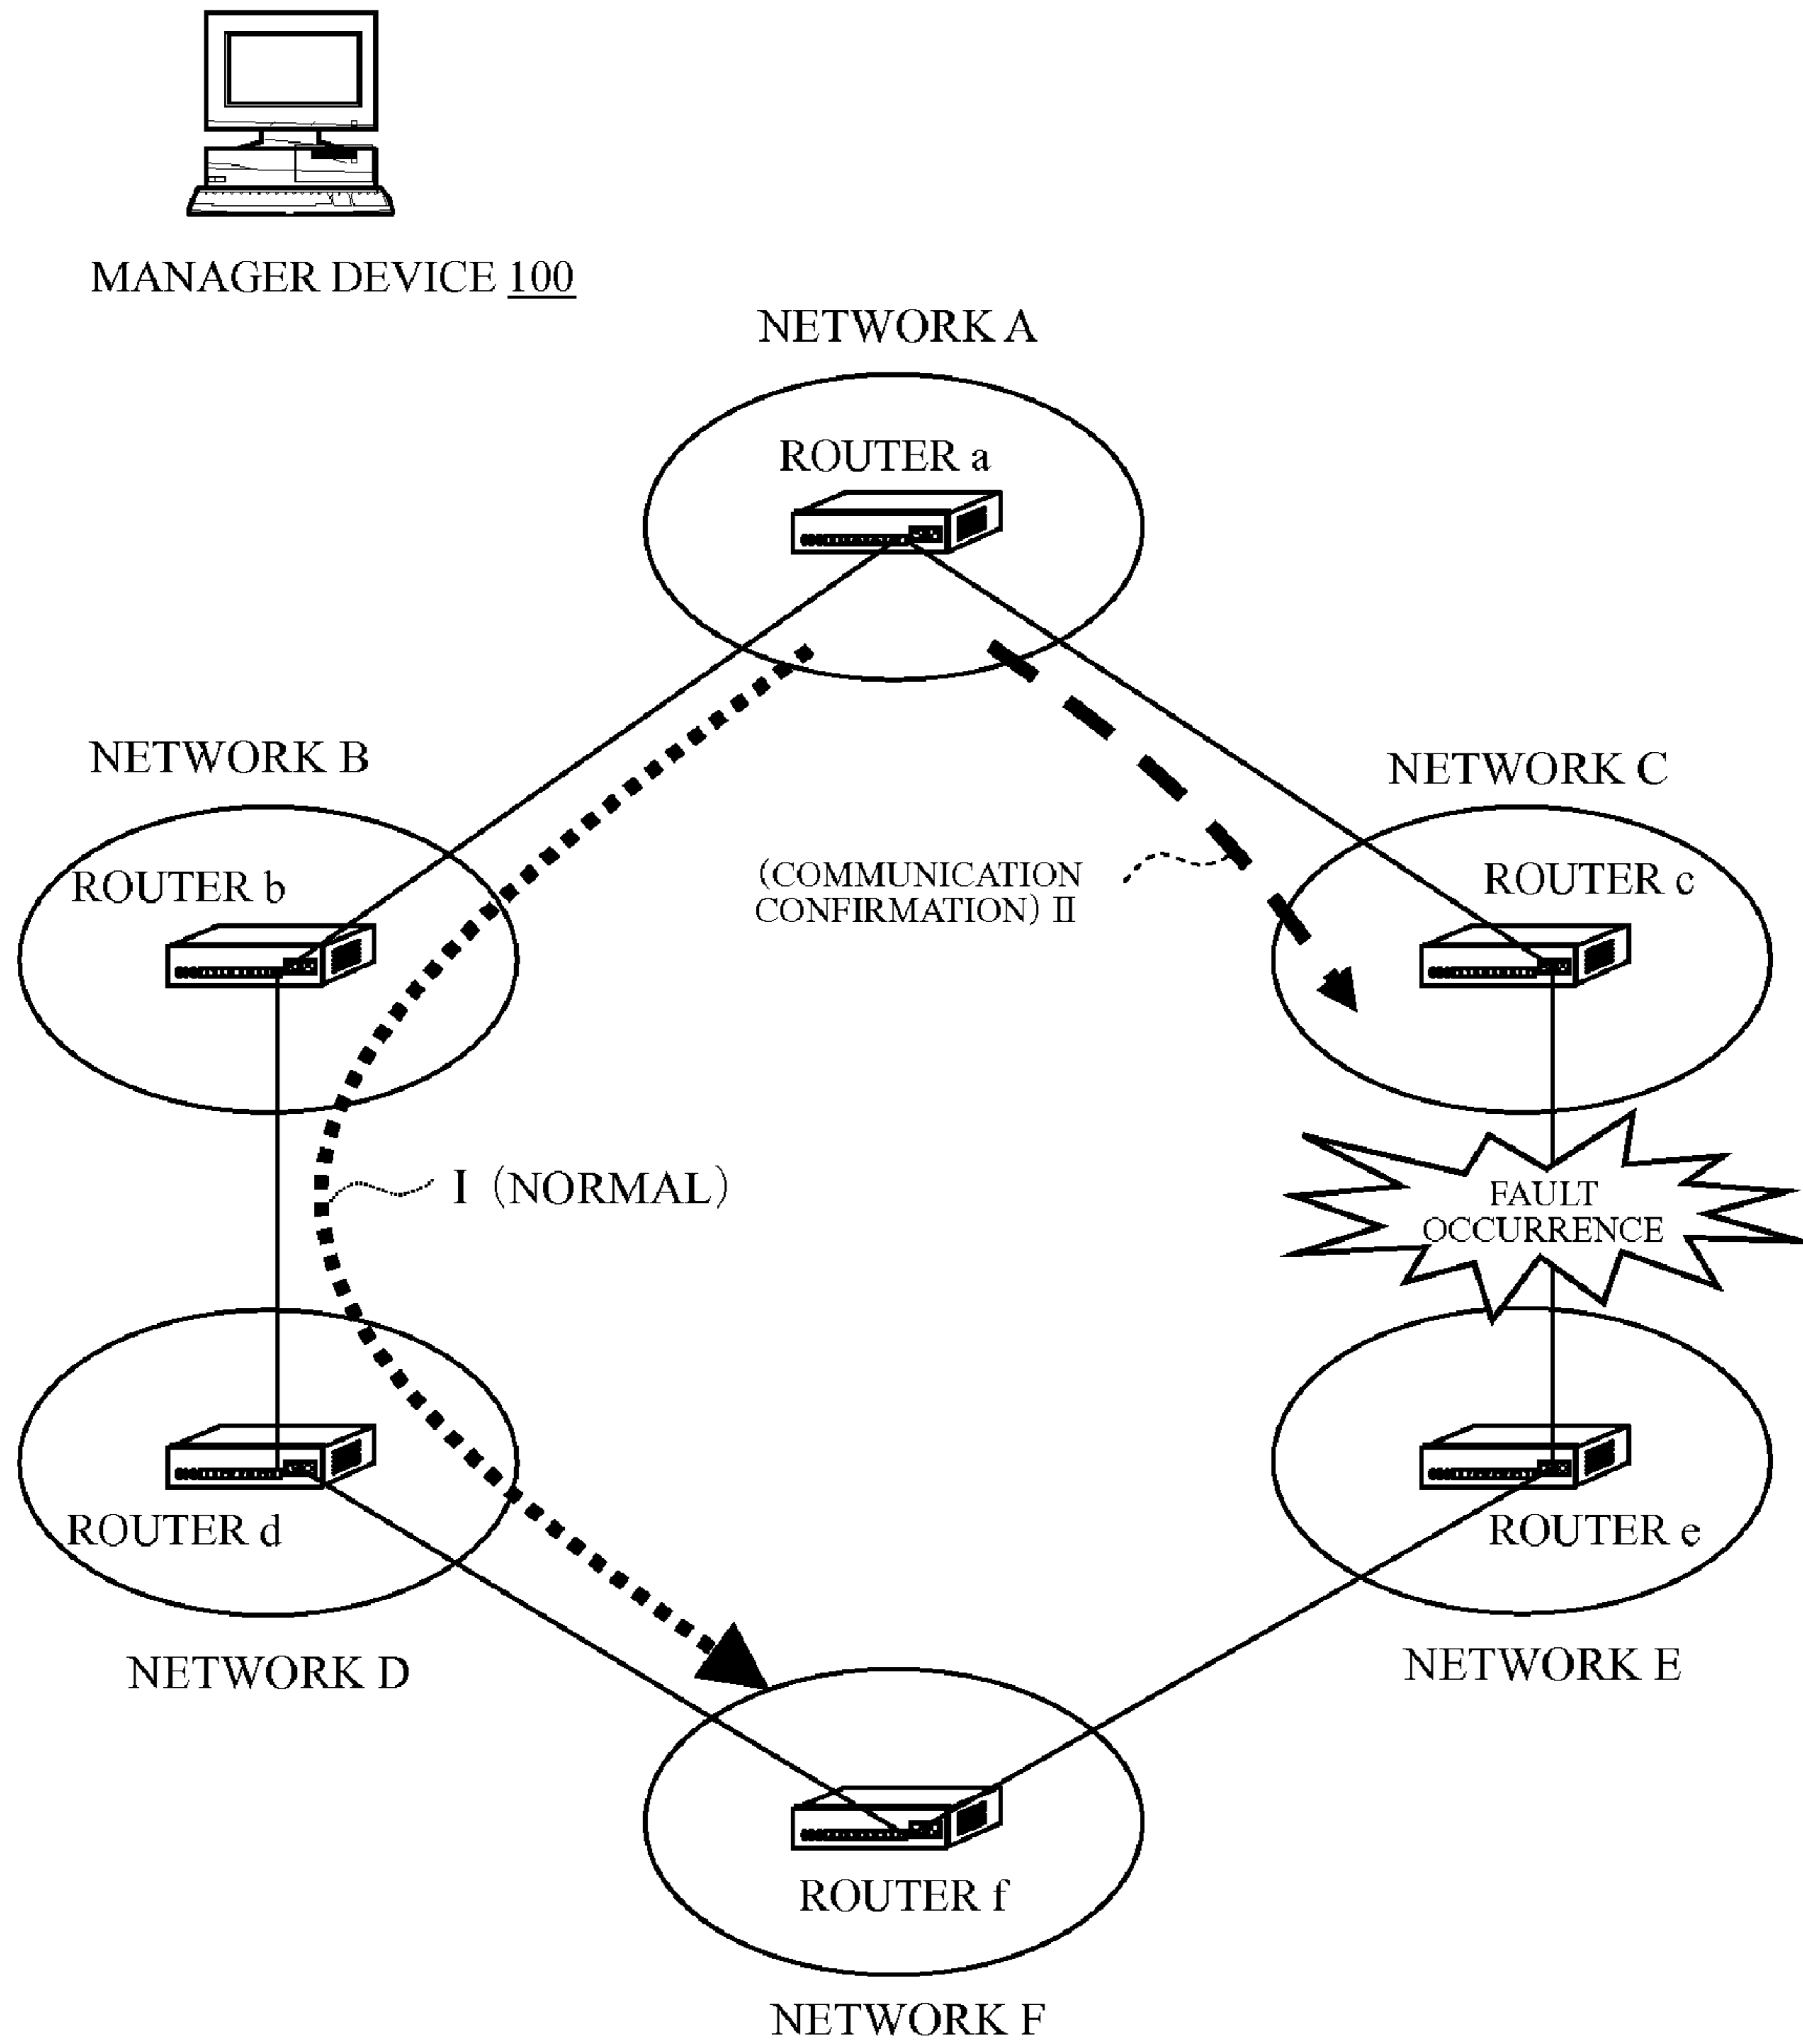 MANAGER DEVICE 100
NETWORK A
ROUTER a
NETWORK B
NETWORK C
ROUTER b
(COMMUNICATION
CONFIRMATION) II
ROUTER c
I (NORMAL)
FAULT
OCCURRENCE
ROUTER d
ROUTER e
NETWORK D
NETWORK E
ROUTER f
NETWORK F